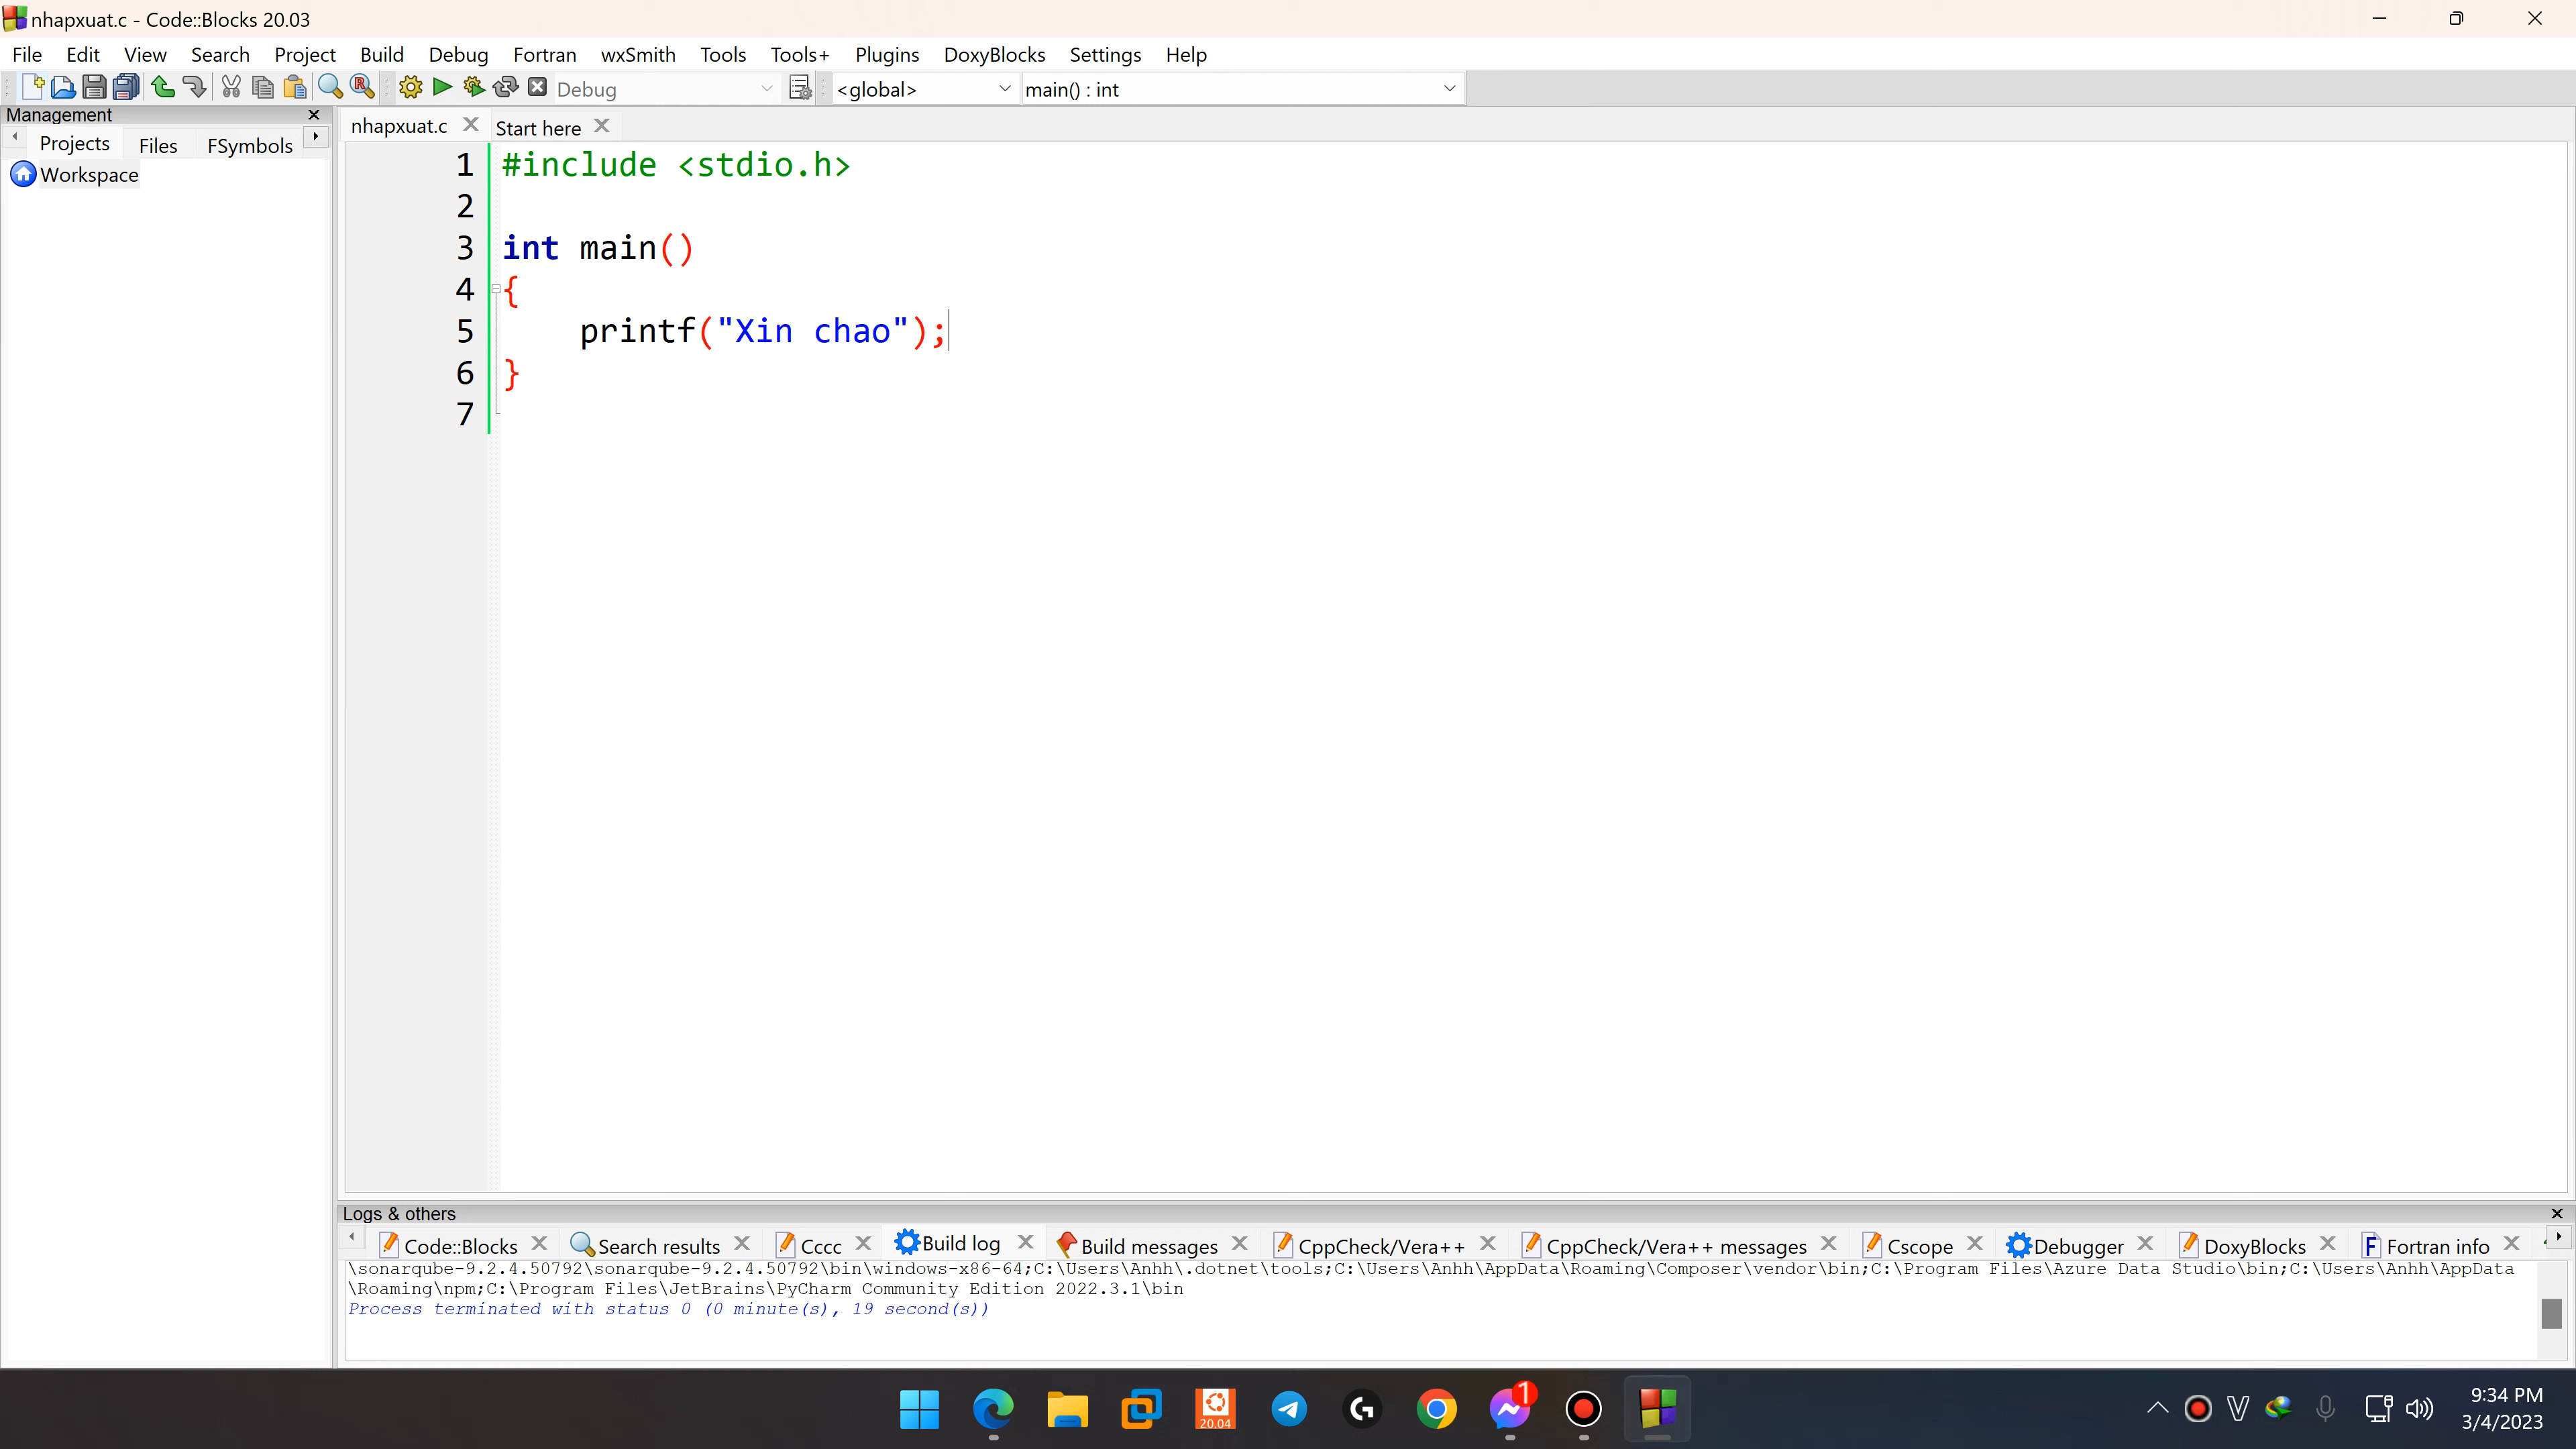 nhapxuat.c - Code::Blocks 20.03
File Edit View Search Project Build Debug Fortran wxSmith Tools Tools+ Plugins DoxyBlocks Settings Help
Debug <global> main() : int
Management
nhapxuat.c Start here
Projects Files FSymbols
Workspace
1 #include <stdio.h>
2
3 int main()
4 {
5 printf("Xin chao");
6 }
7
Logs & others
Code::Blocks Search results Cccc Build log Build messages CppCheck/Vera++ CppCheck/Vera++ messages Cscope Debugger DoxyBlocks Fortran info
\sonarqube-9.2.4.50792\sonarqube-9.2.4.50792\bin\windows-x86-64;C:\Users\Anhh\.dotnet\tools;C:\Users\Anhh\AppData\Roaming\Composer\vendor\bin;C:\Program Files\Azure Data Studio\bin;C:\Users\Anhh\AppData
\Roaming\npm;C:\Program Files\JetBrains\PyCharm Community Edition 2022.3.1\bin
Process terminated with status 0 (0 minute(s), 19 second(s))
20.04
1
9:34 PM
3/4/2023